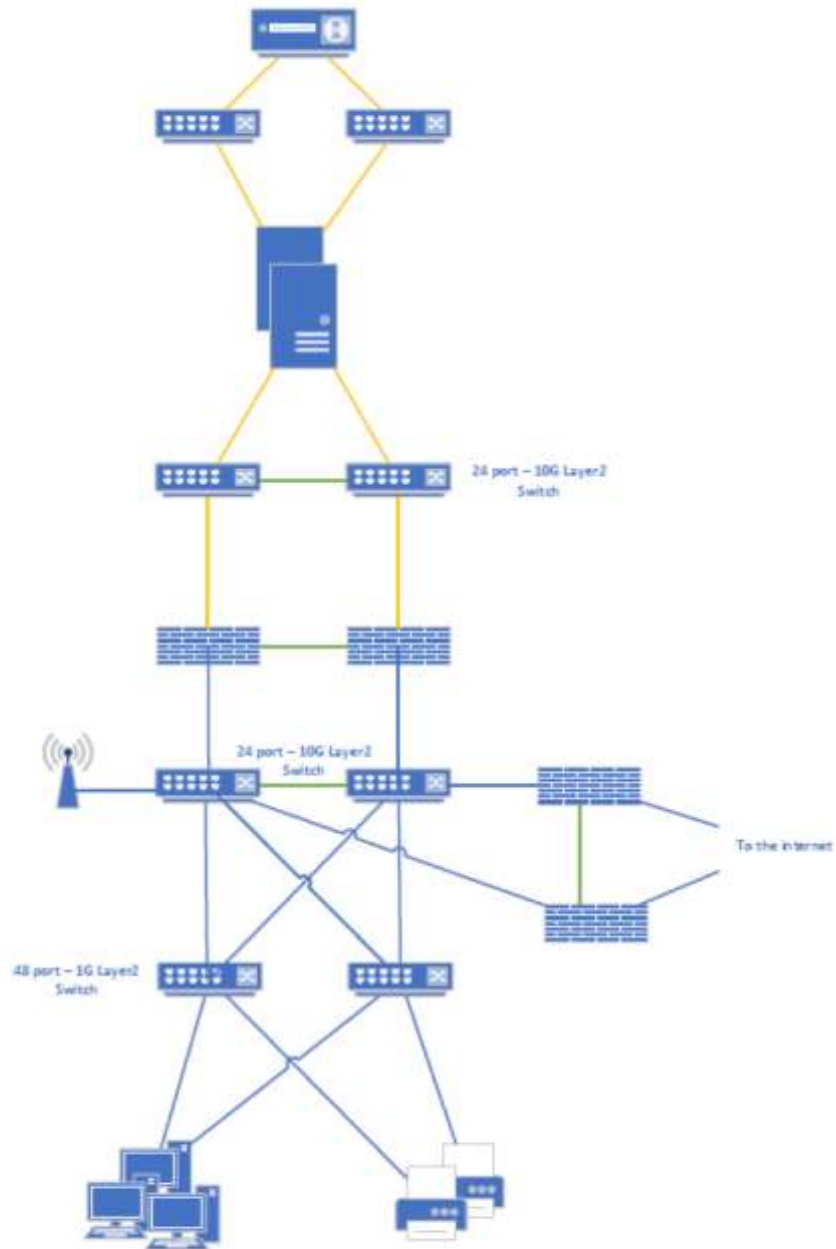 24 port – 10G Layer2
Switch
24 port – 10G Layer2
Switch
To the internet
48 port – 1G Layer2
Switch